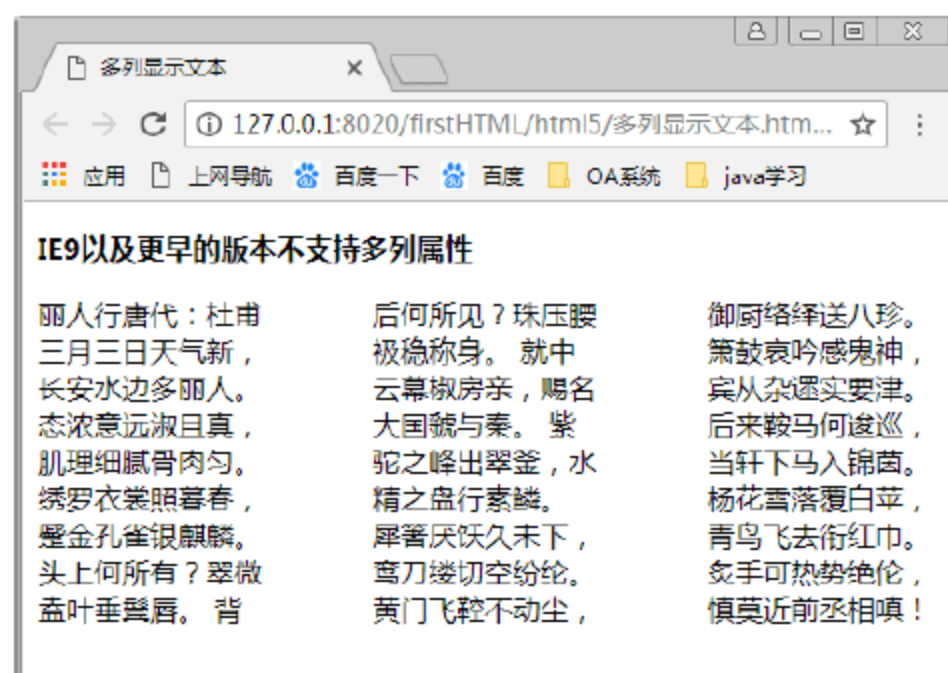 多列显示文本
127.0.0.1:8020/firstHTML/html5/多列显示文本.htm...
应用 上网导航 百度一下 百度 OA系统 java学习
IE9以及更早的版本不支持多列属性
丽人行唐代：杜甫
三月三日天气新，
长安水边多丽人。
态浓意远淑且真，
肌理细腻骨肉匀。
绣罗衣裳照暮春，
蹙金孔雀银麒麟。
头上何所有？翠微
盍叶垂鬓唇。 背
后何所见？珠压腰
衱稳称身。 就中
云幕椒房亲，赐名
大国虢与秦。 紫
驼之峰出翠釜，水
精之盘行素鳞。
犀箸厌饫久未下，
鸾刀缕切空纷纶。
黄门飞鞚不动尘，
御厨络绎送八珍。
箫鼓哀吟感鬼神，
宾从杂遝实要津。
后来鞍马何逡巡，
当轩下马入锦茵。
杨花雪落覆白苹，
青鸟飞去衔红巾。
炙手可热势绝伦，
慎莫近前丞相嗔！